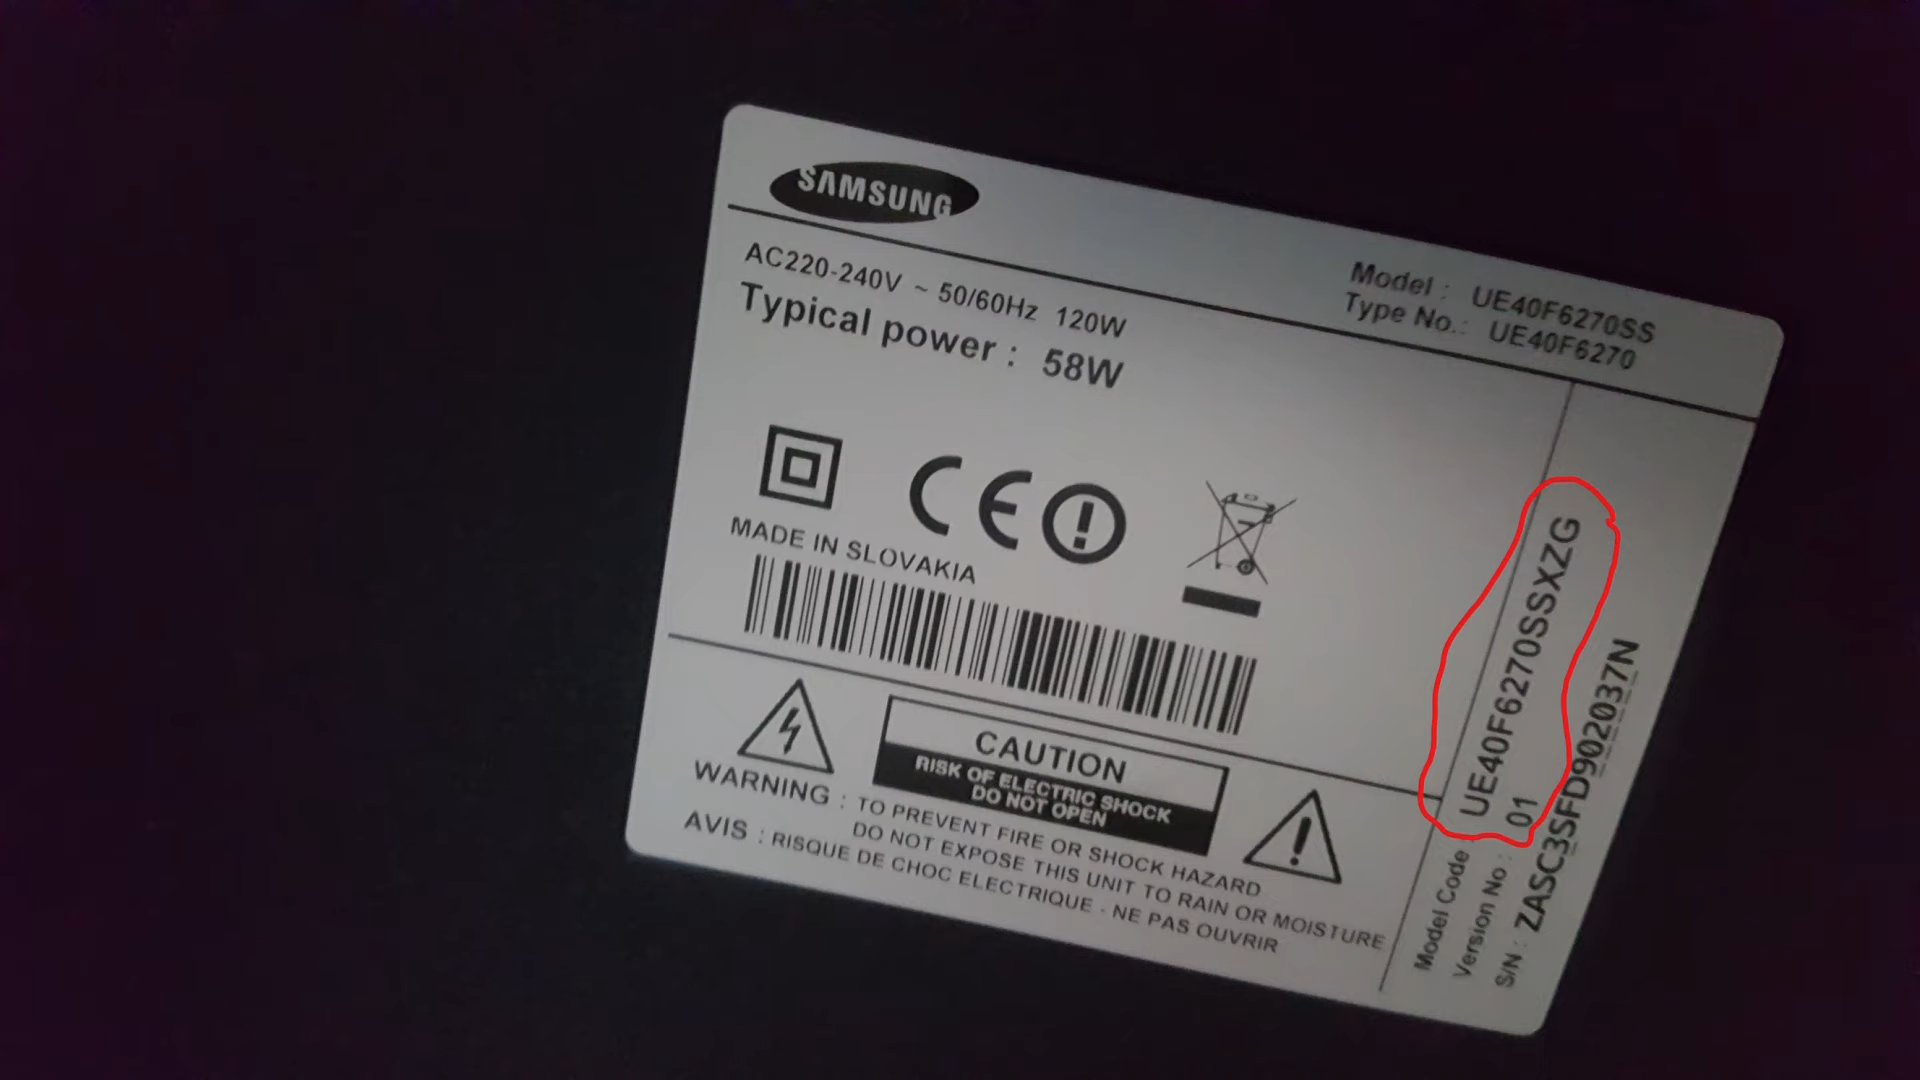 SAMSUNG
Model : UE40F6270SS
Type No.: UE40F6270
AC220-240V ~ 50/60Hz 120W
Typical power : 58W
CE
MADE IN SLOVAKIA
CAUTION
RISK OF ELECTRIC SHOCK
DO NOT OPEN
WARNING : TO PREVENT FIRE OR SHOCK HAZARD
DO NOT EXPOSE THIS UNIT TO RAIN OR MOISTURE
AVIS : RISQUE DE CHOC ELECTRIQUE - NE PAS OUVRIR
Model Code : UE40F6270SSXZG
Version No : 01
S/N : ZASC3SFD902037N